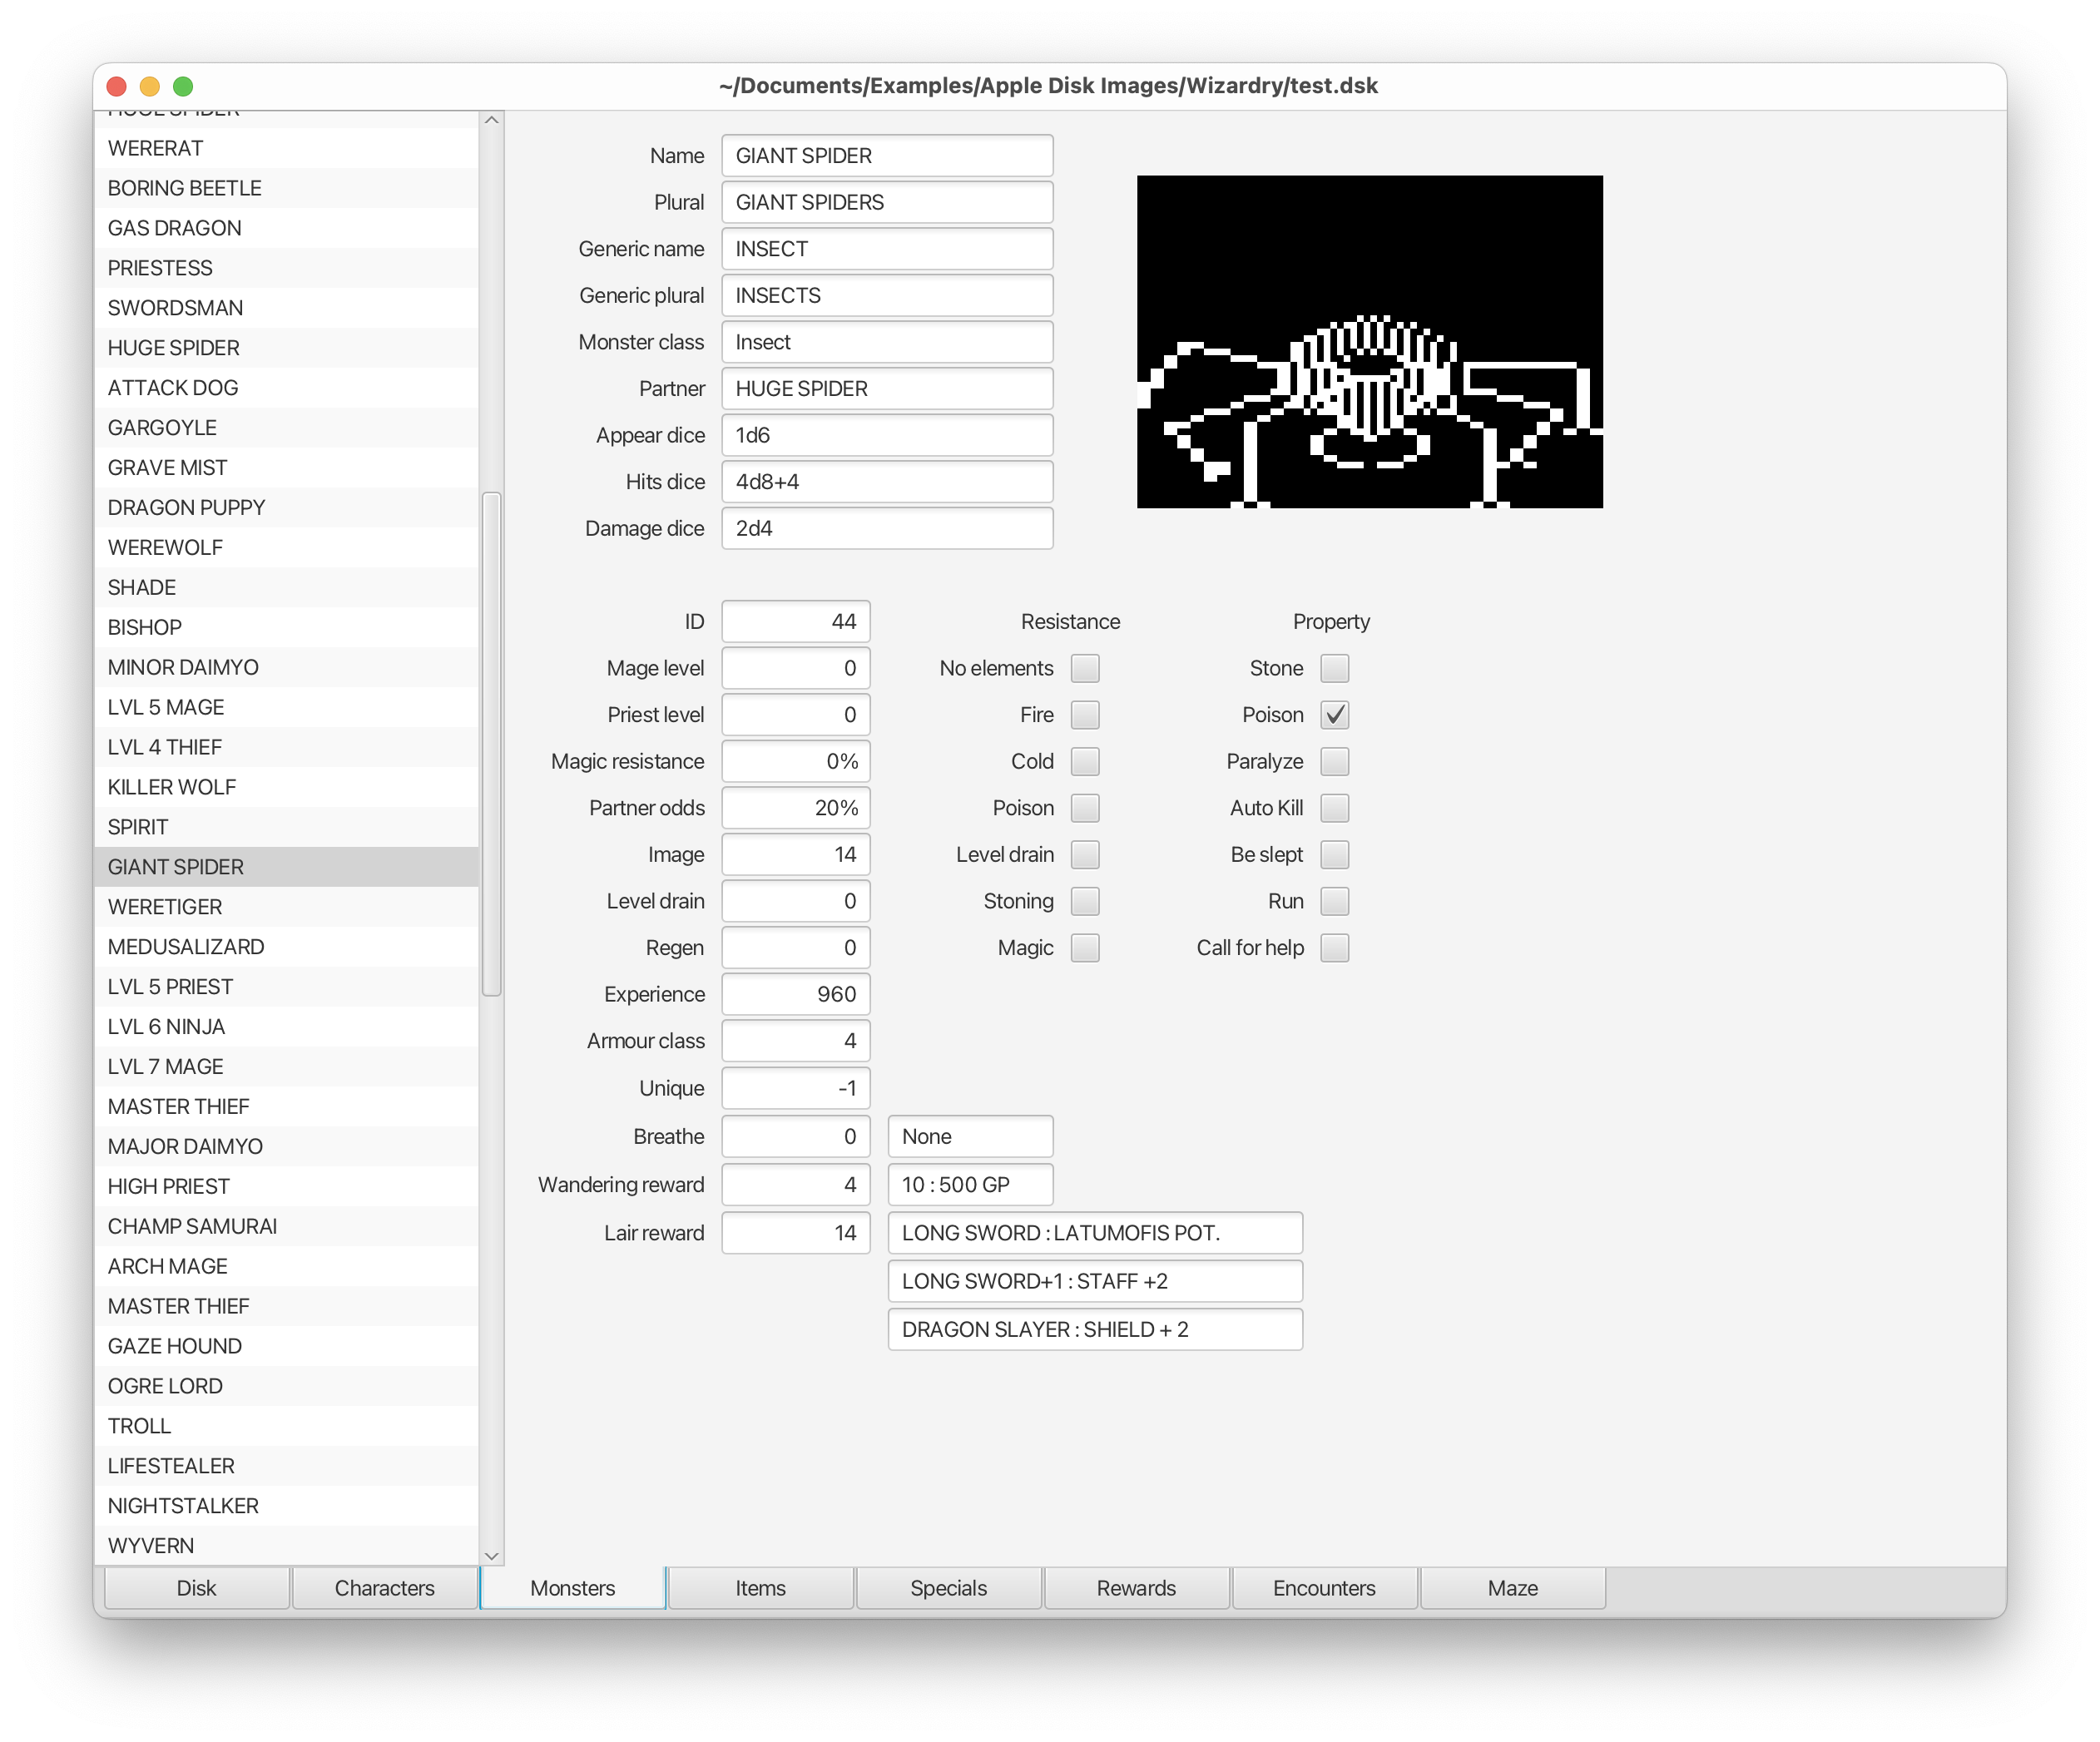 ~/Documents/Examples/Apple Disk Images/Wizardry/test.dsk
HUGE SPIDER
WERERAT
BORING BEETLE
GAS DRAGON
PRIESTESS
SWORDSMAN
HUGE SPIDER
ATTACK DOG
GARGOYLE
GRAVE MIST
DRAGON PUPPY
WEREWOLF
SHADE
BISHOP
MINOR DAIMYO
LVL 5 MAGE
LVL 4 THIEF
KILLER WOLF
SPIRIT
GIANT SPIDER
WERETIGER
MEDUSALIZARD
LVL 5 PRIEST
LVL 6 NINJA
LVL 7 MAGE
MASTER THIEF
MAJOR DAIMYO
HIGH PRIEST
CHAMP SAMURAI
ARCH MAGE
MASTER THIEF
GAZE HOUND
OGRE LORD
TROLL
LIFESTEALER
NIGHTSTALKER
WYVERN
Name GIANT SPIDER
Plural GIANT SPIDERS
Generic name INSECT
Generic plural INSECTS
Monster class Insect
Partner HUGE SPIDER
Appear dice 1d6
Hits dice 4d8+4
Damage dice 2d4
ID 44 Resistance Property
Mage level 0 No elements Stone
Priest level 0 Fire Poison
Magic resistance 0% Cold Paralyze
Partner odds 20% Poison Auto Kill
Image 14 Level drain Be slept
Level drain 0 Stoning Run
Regen 0 Magic Call for help
Experience 960
Armour class 4
Unique -1
Breathe 0 None
Wandering reward 4 10 : 500 GP
Lair reward 14 LONG SWORD : LATUMOFIS POT.
LONG SWORD+1 : STAFF +2
DRAGON SLAYER : SHIELD + 2
Disk Characters Monsters Items Specials Rewards Encounters Maze